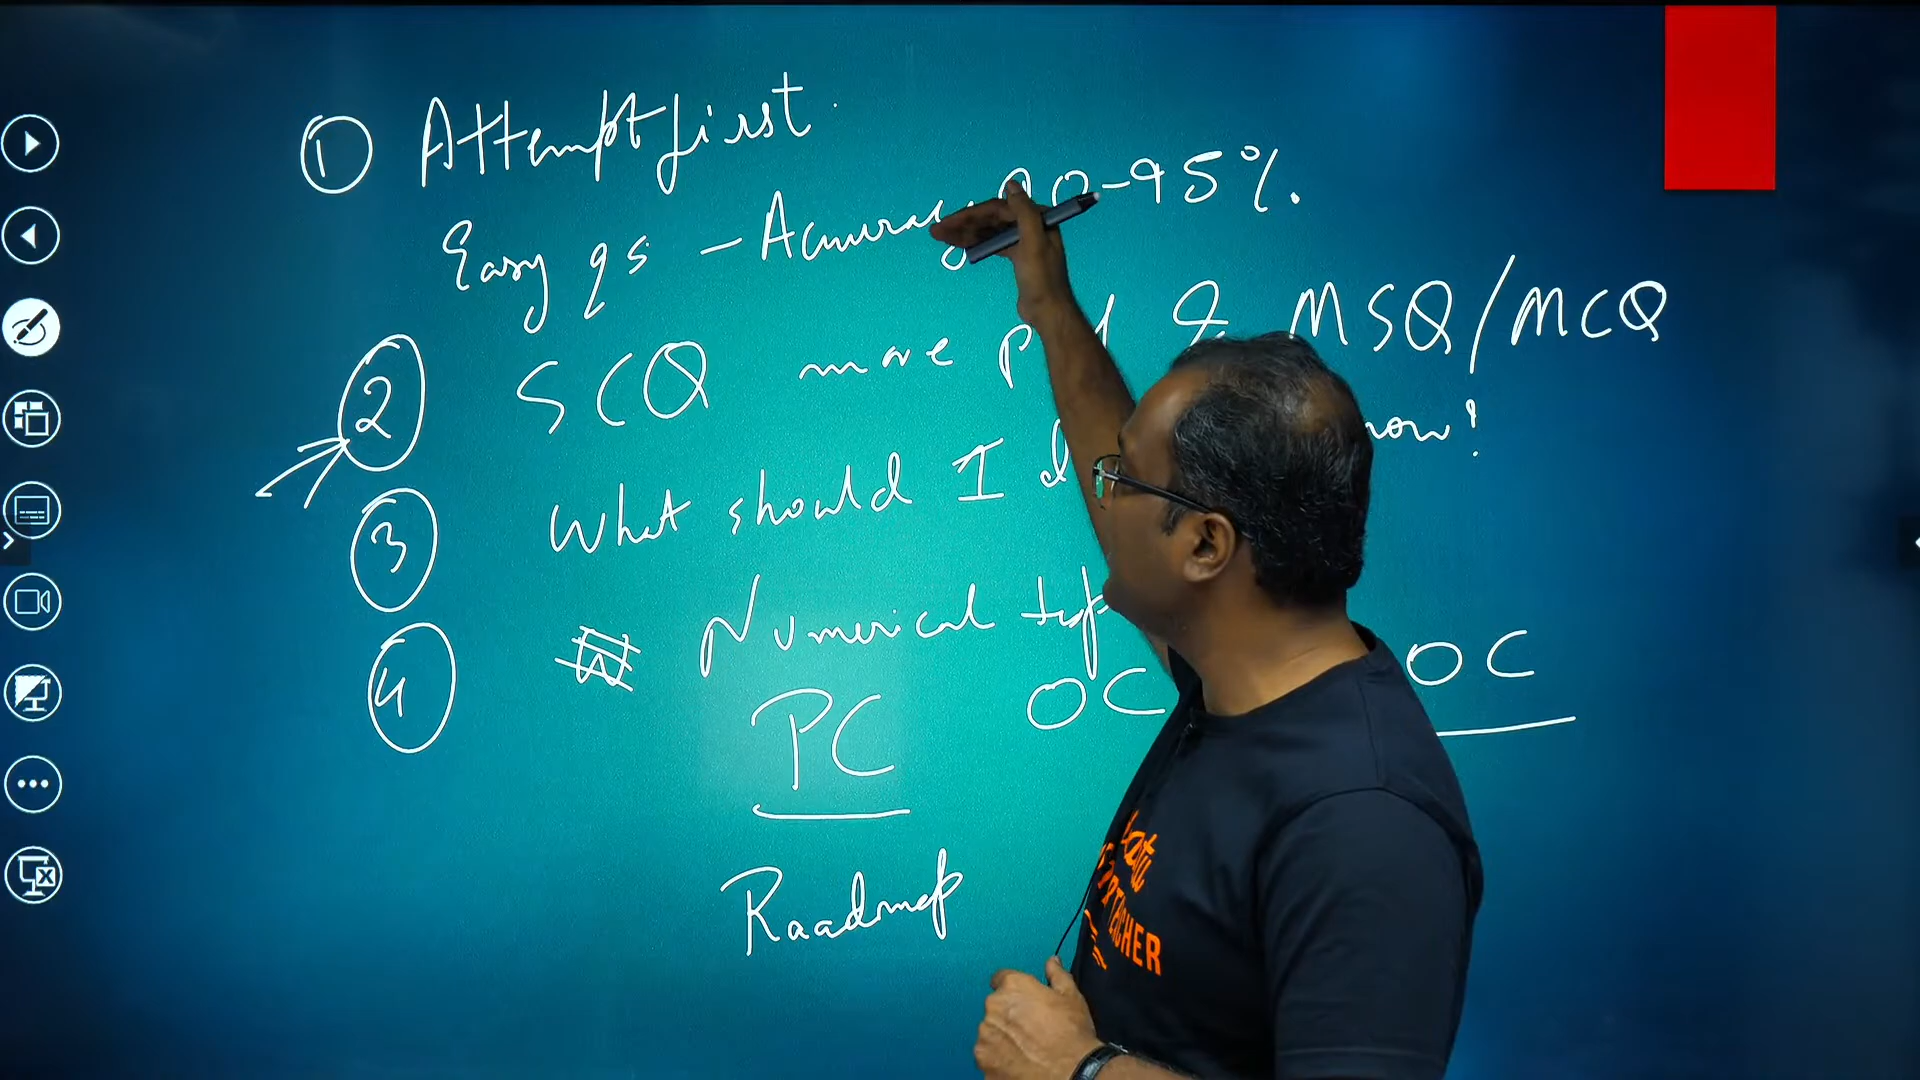 ① Attempt first.
Easy qs - Accuracy 90-95%.
② SCQ more & MSQ/MCQ
③ What should I now!
④ Numerical
PC OC OC
Roadmap